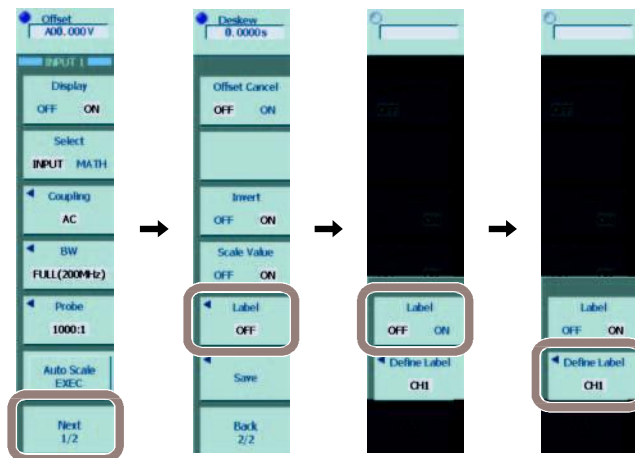 Offset
A00.000V
INPUT 1
Display
OFF ON
Select
INPUT MATH
Coupling
AC
BW
FULL(200MHz)
Probe
1000:1
Auto Scale
EXEC
Next
1/2
Deskew
0.0000s
Offset Cancel
OFF ON
Invert
OFF ON
Scale Value
OFF ON
Label
OFF
Save
Back
2/2
Label
OFF ON
Define Label
CH1
Label
OFF ON
Define Label
CH1